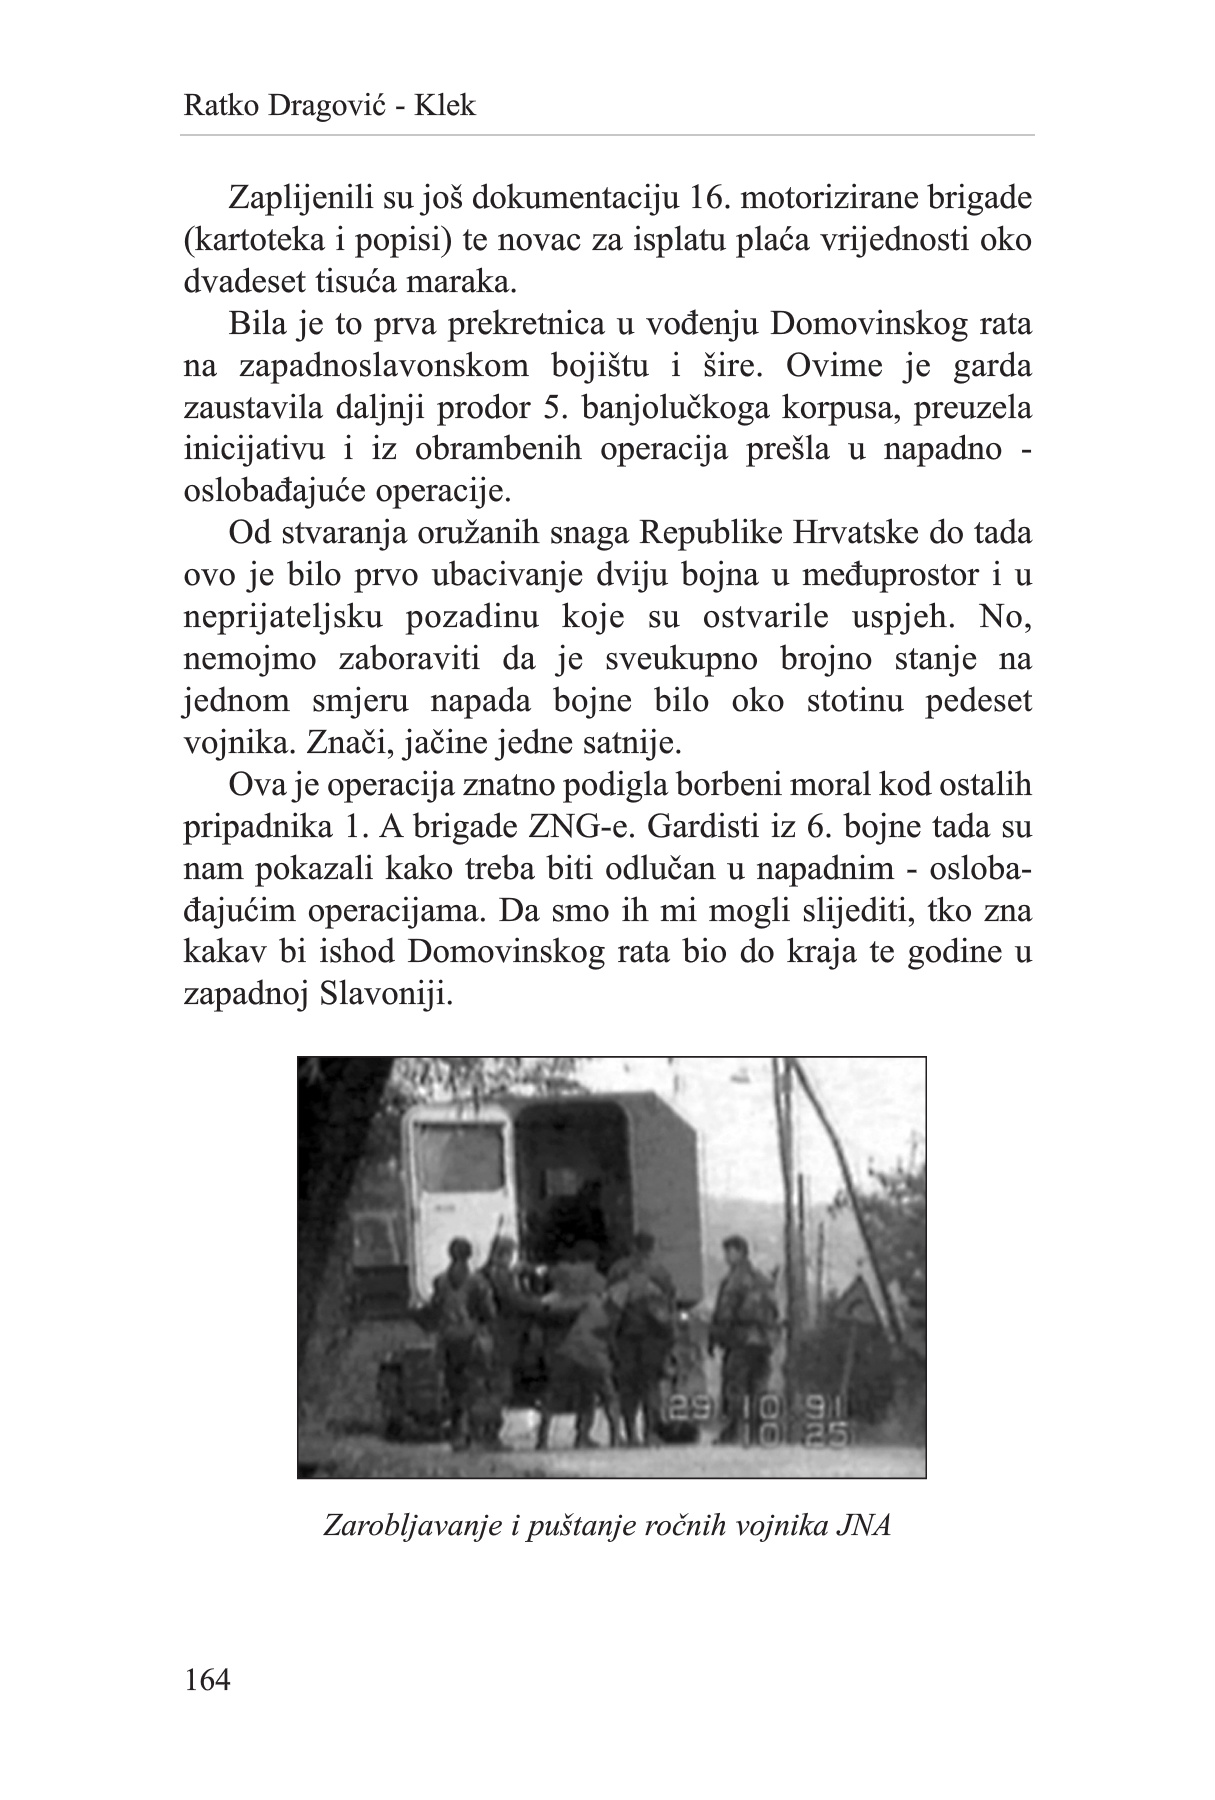 Ratko Dragović - Klek
Zaplijenili su još dokumentaciju 16. motorizirane brigade
(kartoteka i popisi) te novac za isplatu plaća vrijednosti oko
dvadeset tisuća maraka.
Bila je to prva prekretnica u vođenju Domovinskog rata
na zapadnoslavonskom bojištu i šire. Ovime je garda
zaustavila daljnji prodor 5. banjolučkoga korpusa, preuzela
inicijativu i iz obrambenih operacija prešla u napadno -
oslobađajuće operacije.
Od stvaranja oružanih snaga Republike Hrvatske do tada
ovo je bilo prvo ubacivanje dviju bojna u međuprostor i u
neprijateljsku pozadinu koje su ostvarile uspjeh. No,
nemojmo zaboraviti da je sveukupno brojno stanje na
jednom smjeru napada bojne bilo oko stotinu pedeset
vojnika. Znači, jačine jedne satnije.
Ova je operacija znatno podigla borbeni moral kod ostalih
pripadnika 1. A brigade ZNG-e. Gardisti iz 6. bojne tada su
nam pokazali kako treba biti odlučan u napadnim - osloba-
đajućim operacijama. Da smo ih mi mogli slijediti, tko zna
kakav bi ishod Domovinskog rata bio do kraja te godine u
zapadnoj Slavoniji.
29 10 91
10 25
Zarobljavanje i puštanje ročnih vojnika JNA
164